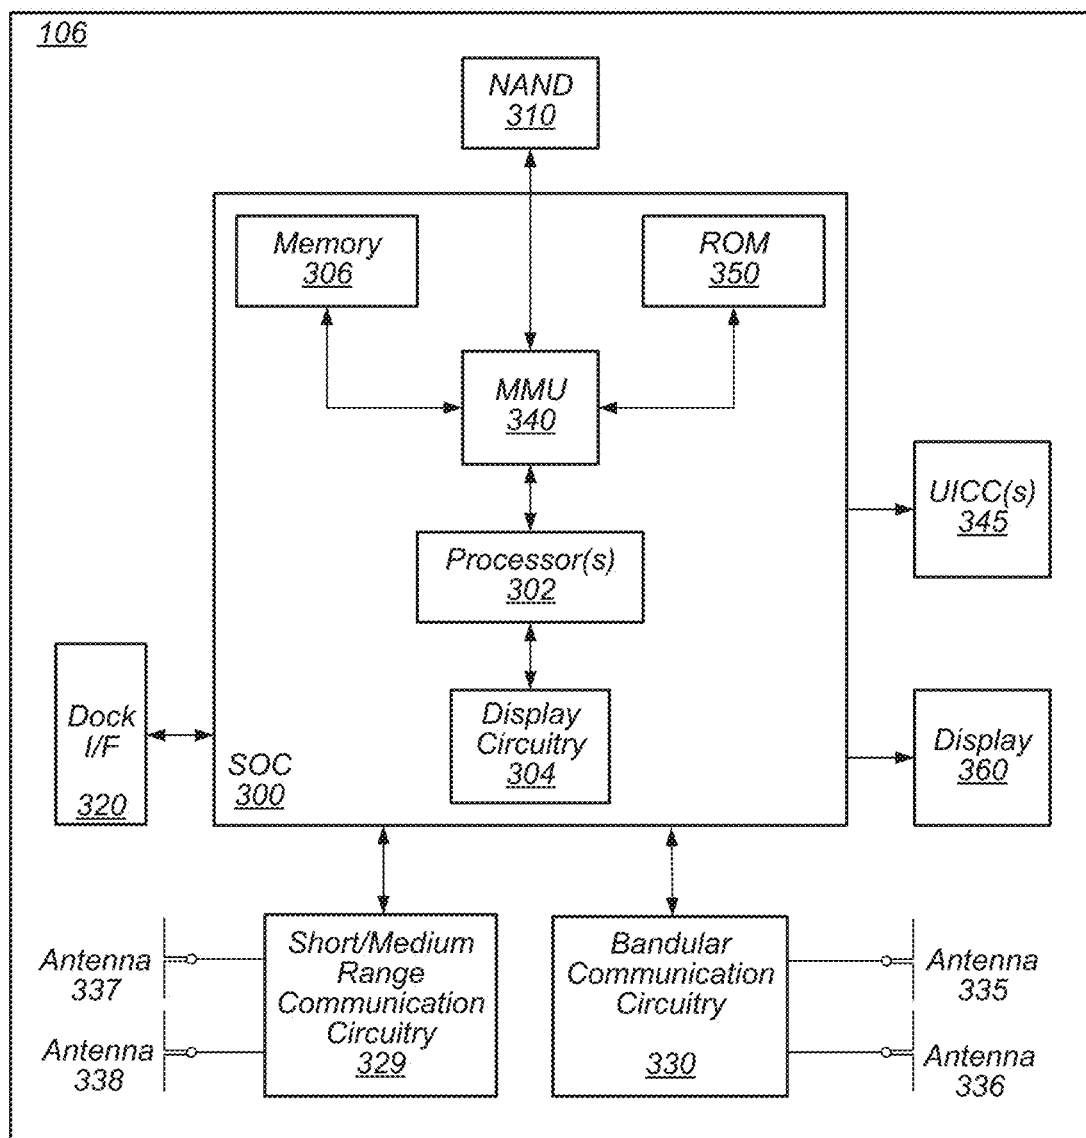 106
NAND
310
Memory
306
ROM
350
MMU
340
UICC(s)
345
Processor(s)
302
Dock
I/F
320
Display
Circuitry
304
SOC
300
Display
360
Antenna
337
Antenna
338
Short/Medium
Range
Communication
Circuitry
329
Bandular
Communication
Circuitry
330
Antenna
335
Antenna
336